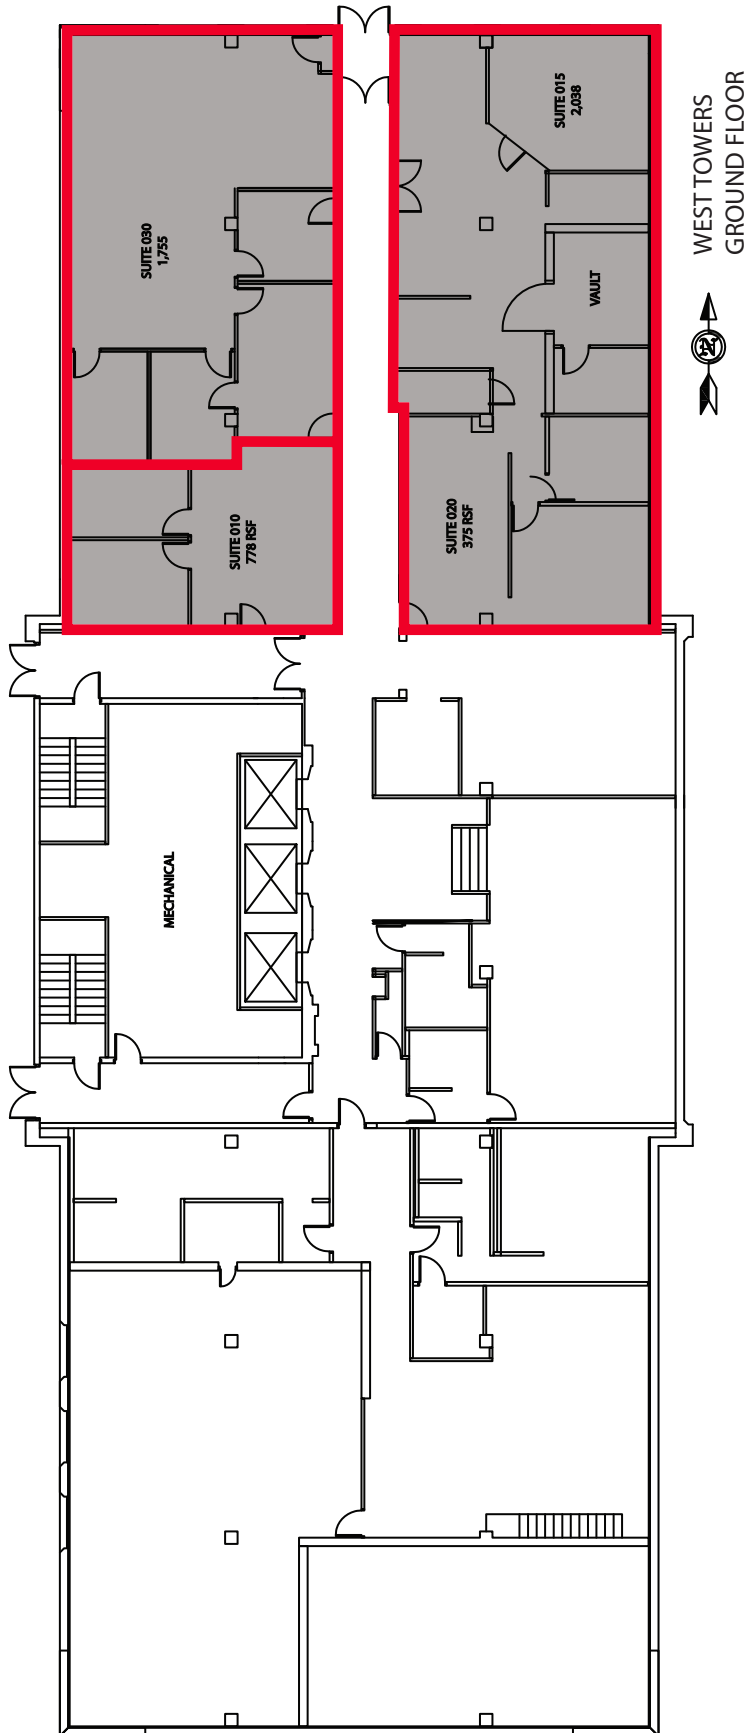 WEST TOWERS
GROUND FLOOR
N
SUITE 015
2,038
SUITE 030
1,755
VAULT
SUITE 020
375 RSF
SUITE 010
778 RSF
MECHANICAL